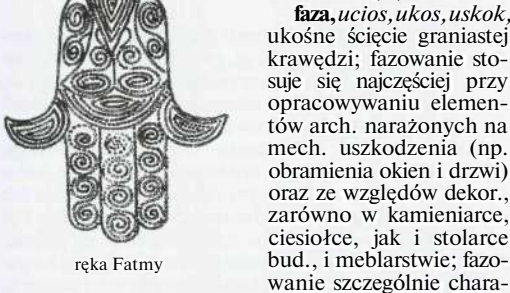 faza, ucios, ukos, uskok,
ukośne ścięcie graniastej
krawędzi; fazowanie sto-
suje się najczęściej przy
opracowywaniu elemen-
tów arch. narażonych na
mech. uszkodzenia (np.
obramienia okien i drzwi)
oraz ze względów dekor.,
zarówno w kamieniarce,
ciesiołce, jak i stolarce
bud., i meblarstwie; fazo-
wanie szczególnie chara-
ręka Fatmy